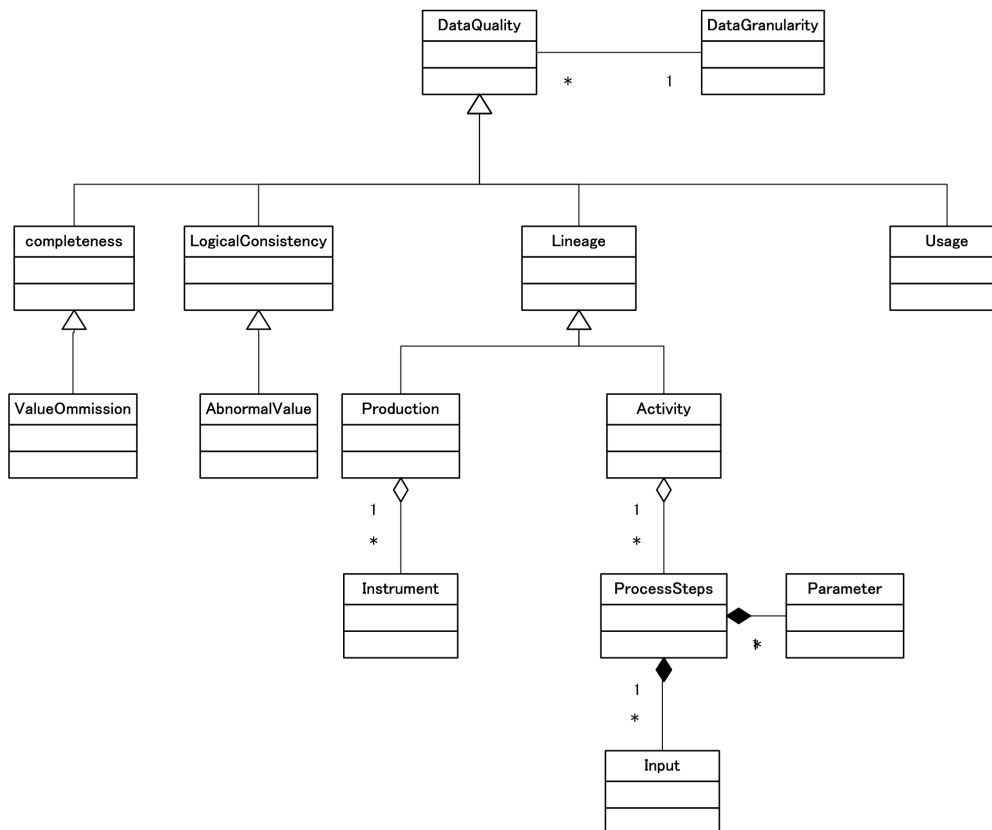 DataQuality
DataGranularity
*
1
completeness
LogicalConsistency
Lineage
Usage
ValueOmmission
AbnormalValue
Production
Activity
1
*
1
*
Instrument
ProcessSteps
Parameter
*
1
*
Input